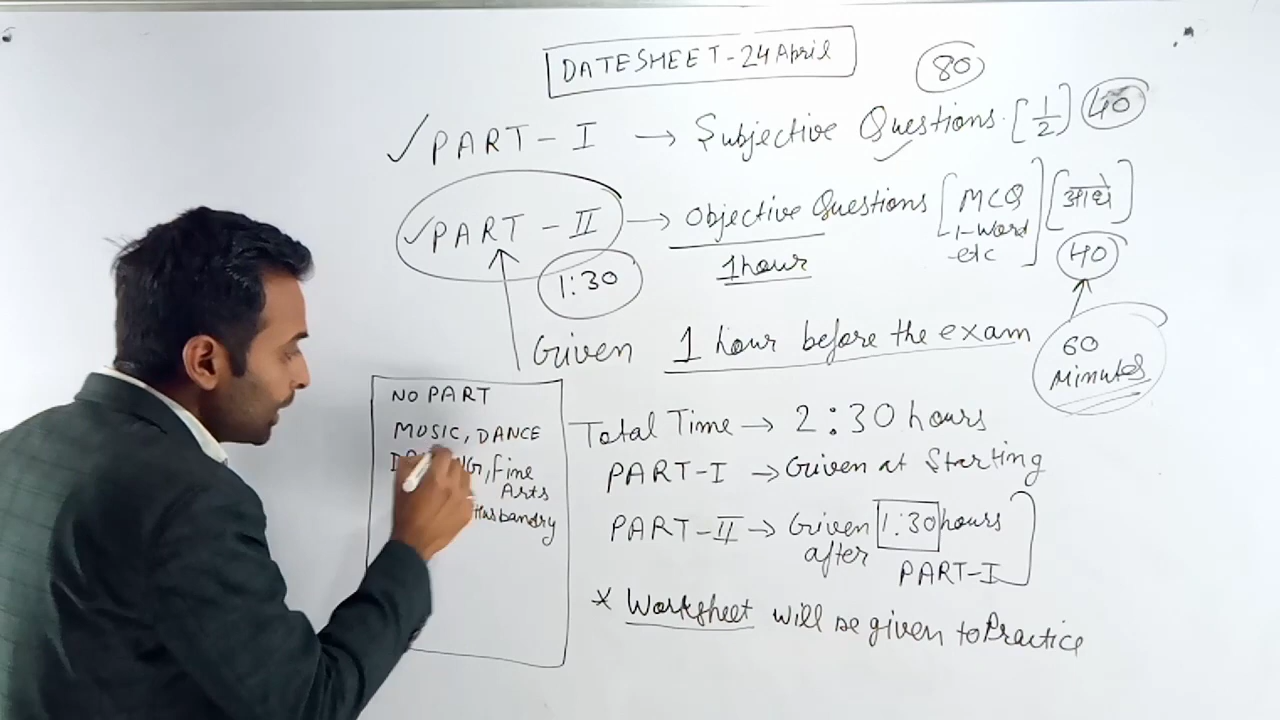 DATESHEET-24 April
80
✓PART-I → Subjective Questions. [1/2] 40
✓PART-II → Objective Questions [MCQ 1-Word etc] [आधे]
1:30
1 hour
40
Given 1 hour before the exam
60 Minutes
NO PART
MUSIC, DANCE
Fine
Arts
Husbandry
Total Time → 2:30 hours
PART-I → Given at Starting
PART-II → Given 1:30 hours
after PART-I
* Worksheet will be given to Practice